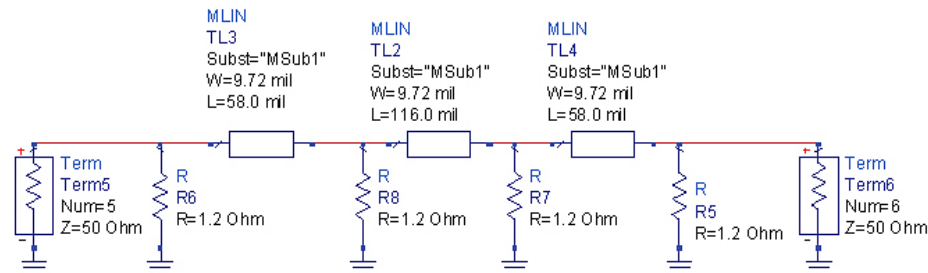 MLIN
TL3
Subst="MSub1"
W=9.72 mil
L=58.0 mil
MLIN
TL2
Subst="MSub1"
W=9.72 mil
L=116.0 mil
MLIN
TL4
Subst="MSub1"
W=9.72 mil
L=58.0 mil
+
Term
Term5
Num=5
Z=50 Ohm
-
R
R6
R=1.2 Ohm
R
R8
R=1.2 Ohm
R
R7
R=1.2 Ohm
R
R5
R=1.2 Ohm
+
Term
Term6
Num=6
Z=50 Ohm
-